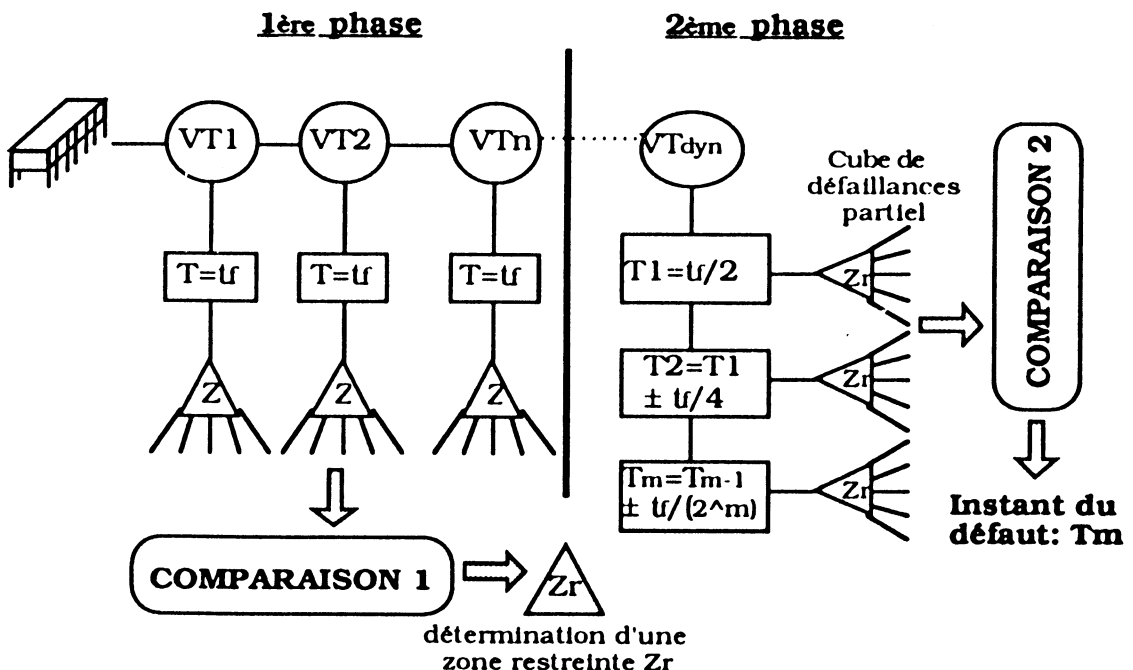 1ère phase
2ème phase
VT1
VT2
VTn
VTdyn
Cube de
défaillances
partiel
COMPARAISON 2
T=tf
T=tf
T=tf
T1=tf/2
Zr
Z
Z
Z
T2=T1
± tf/4
Zr
Tm=Tm-1
± tf/(2^m)
Zr
Instant du
défaut: Tm
COMPARAISON 1
Zr
détermination d'une
zone restreinte Zr